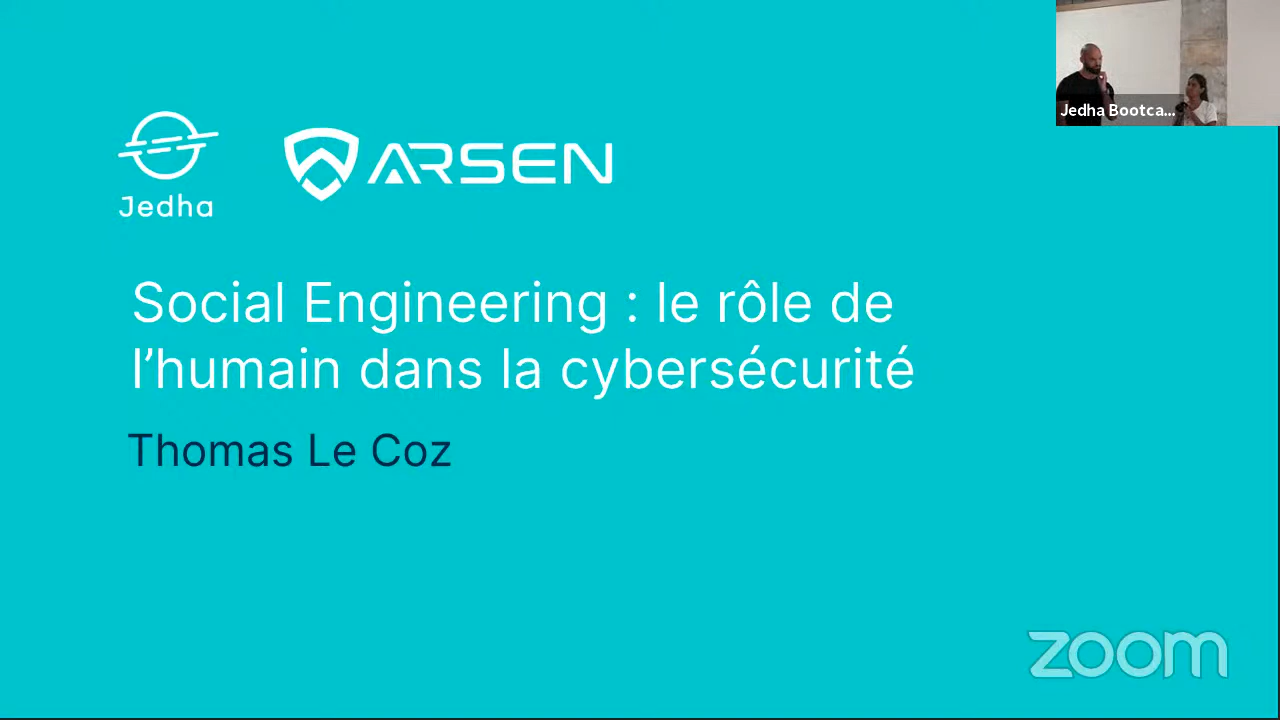 Jedha Bootca...
Jedha
ARSEN
Social Engineering : le rôle de
l’humain dans la cybersécurité
Thomas Le Coz
zoom